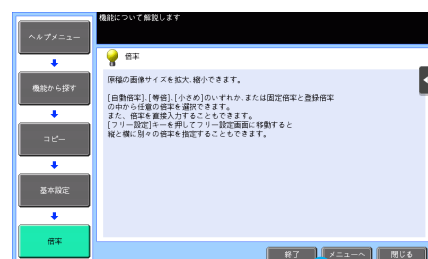 機能について解説します
ヘルプメニュー
倍率
機能から探す
原稿の画像サイズを拡大、縮小できます。
[自動倍率]、[等倍]、[小さめ]のいずれか、または固定倍率と登録倍率
の中から任意の倍率を選択できます。
また、倍率を直接入力することもできます。
[フリー設定]キーを押してフリー設定画面に移動すると
縦と横に別々の倍率を指定することもできます。
コピー
基本設定
倍率
終了
メニューへ
閉じる